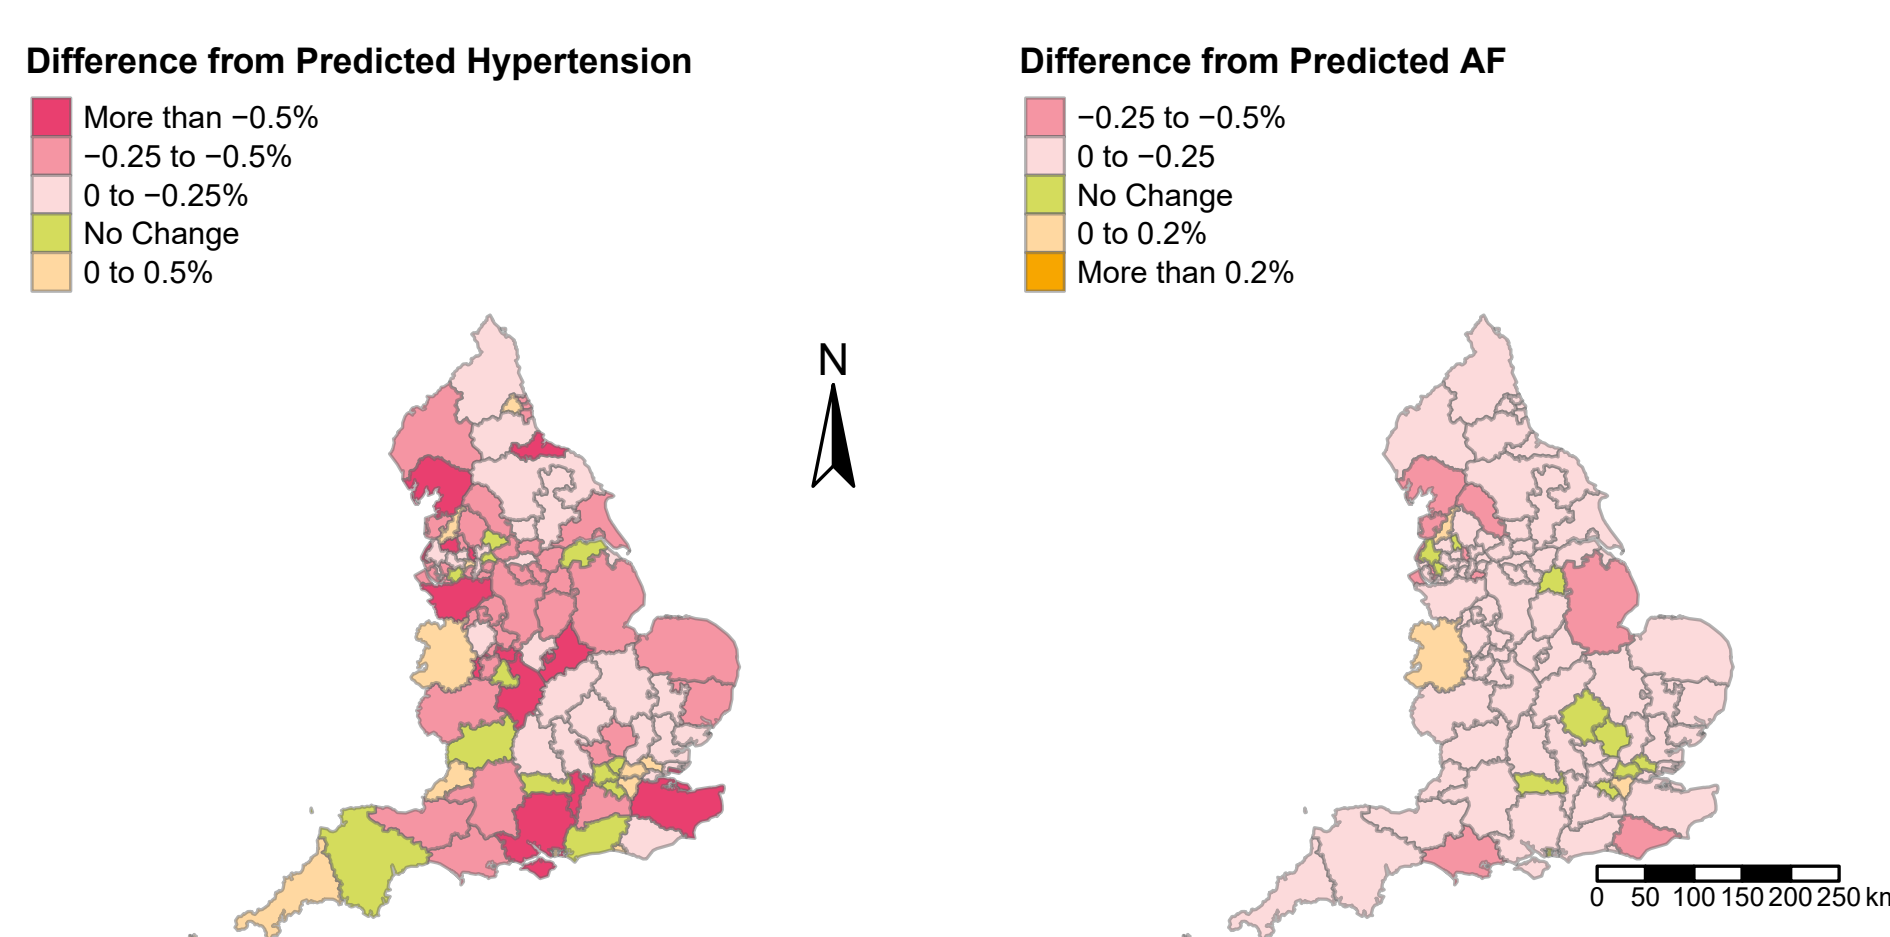 Difference from Predicted Hypertension
More than −0.5%
−0.25 to −0.5%
0 to −0.25%
No Change
0 to 0.5%
Difference from Predicted AF
−0.25 to −0.5%
0 to −0.25
No Change
0 to 0.2%
More than 0.2%
N
0 50 100 150 200 250 km